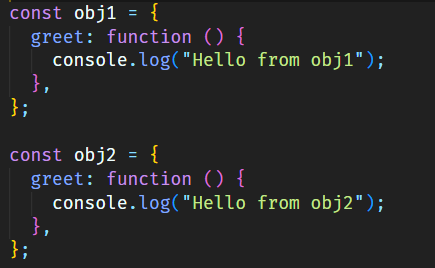 const obj1 = {
  greet: function () {
    console.log("Hello from obj1");
  },
};

const obj2 = {
  greet: function () {
    console.log("Hello from obj2");
  },
};